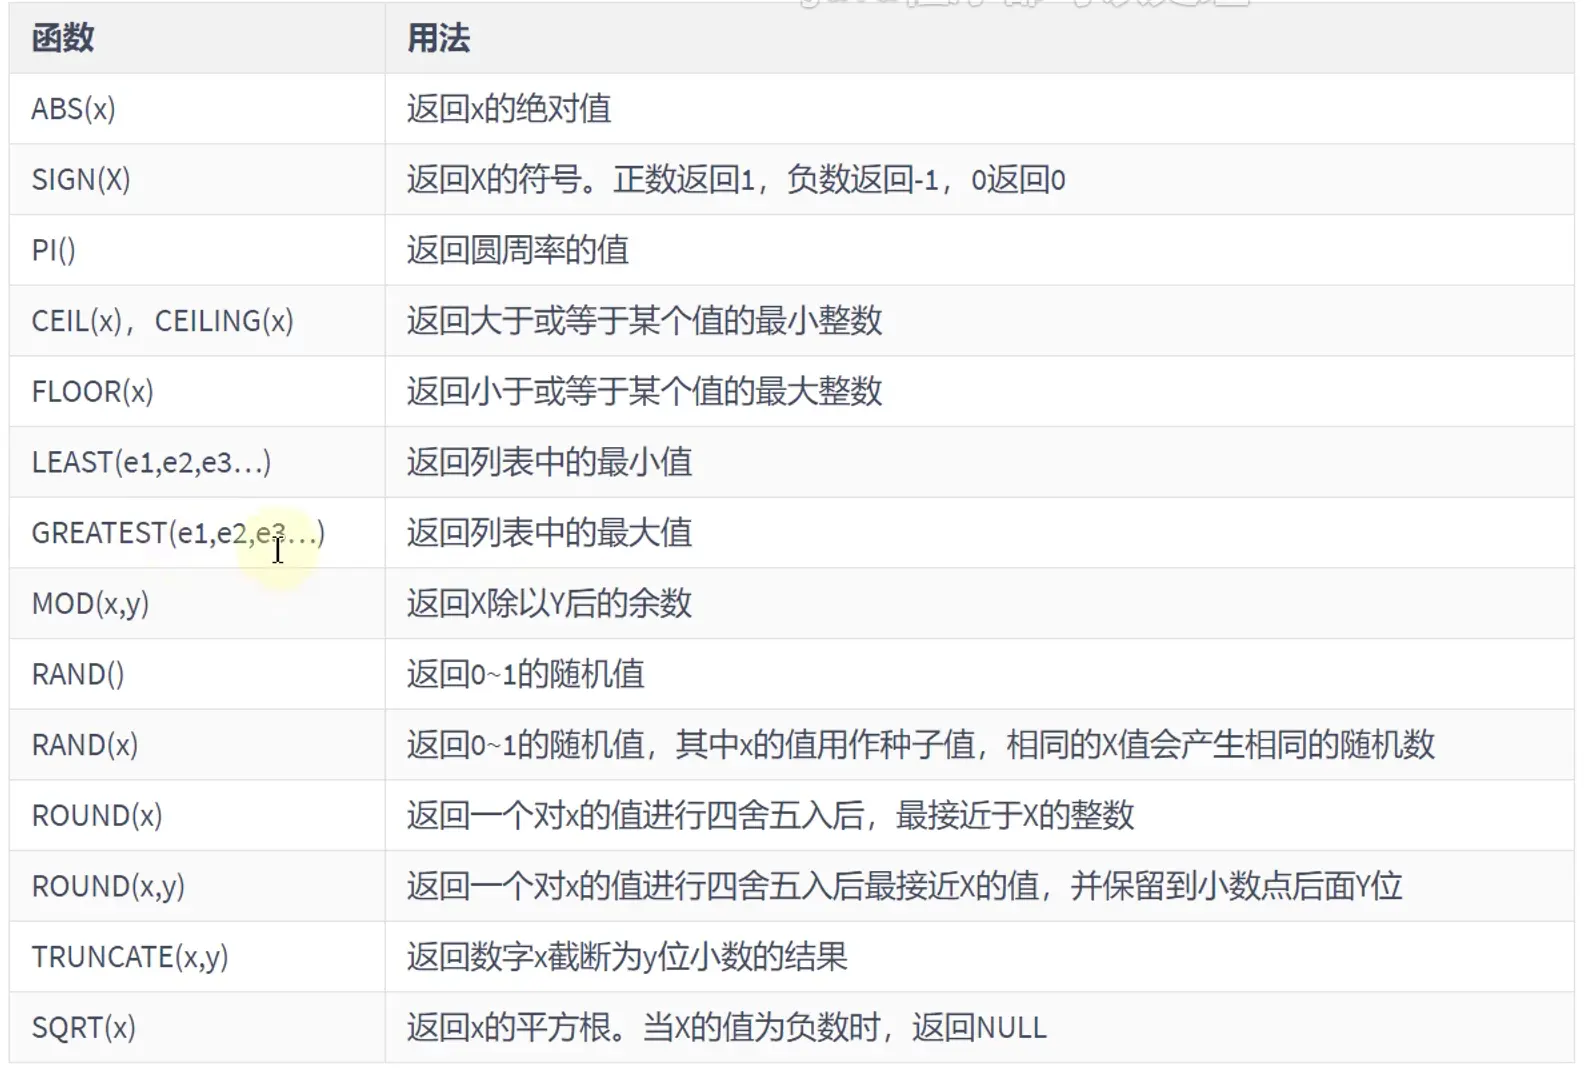 函数 用法
ABS(x) 返回x的绝对值
SIGN(X) 返回X的符号。正数返回1，负数返回-1，0返回0
PI() 返回圆周率的值
CEIL(x)，CEILING(x) 返回大于或等于某个值的最小整数
FLOOR(x) 返回小于或等于某个值的最大整数
LEAST(e1,e2,e3…) 返回列表中的最小值
GREATEST(e1,e2,e3…) 返回列表中的最大值
MOD(x,y) 返回X除以Y后的余数
RAND() 返回0~1的随机值
RAND(x) 返回0~1的随机值，其中x的值用作种子值，相同的X值会产生相同的随机数
ROUND(x) 返回一个对x的值进行四舍五入后，最接近于X的整数
ROUND(x,y) 返回一个对x的值进行四舍五入后最接近X的值，并保留到小数点后面Y位
TRUNCATE(x,y) 返回数字x截断为y位小数的结果
SQRT(x) 返回x的平方根。当X的值为负数时，返回NULL